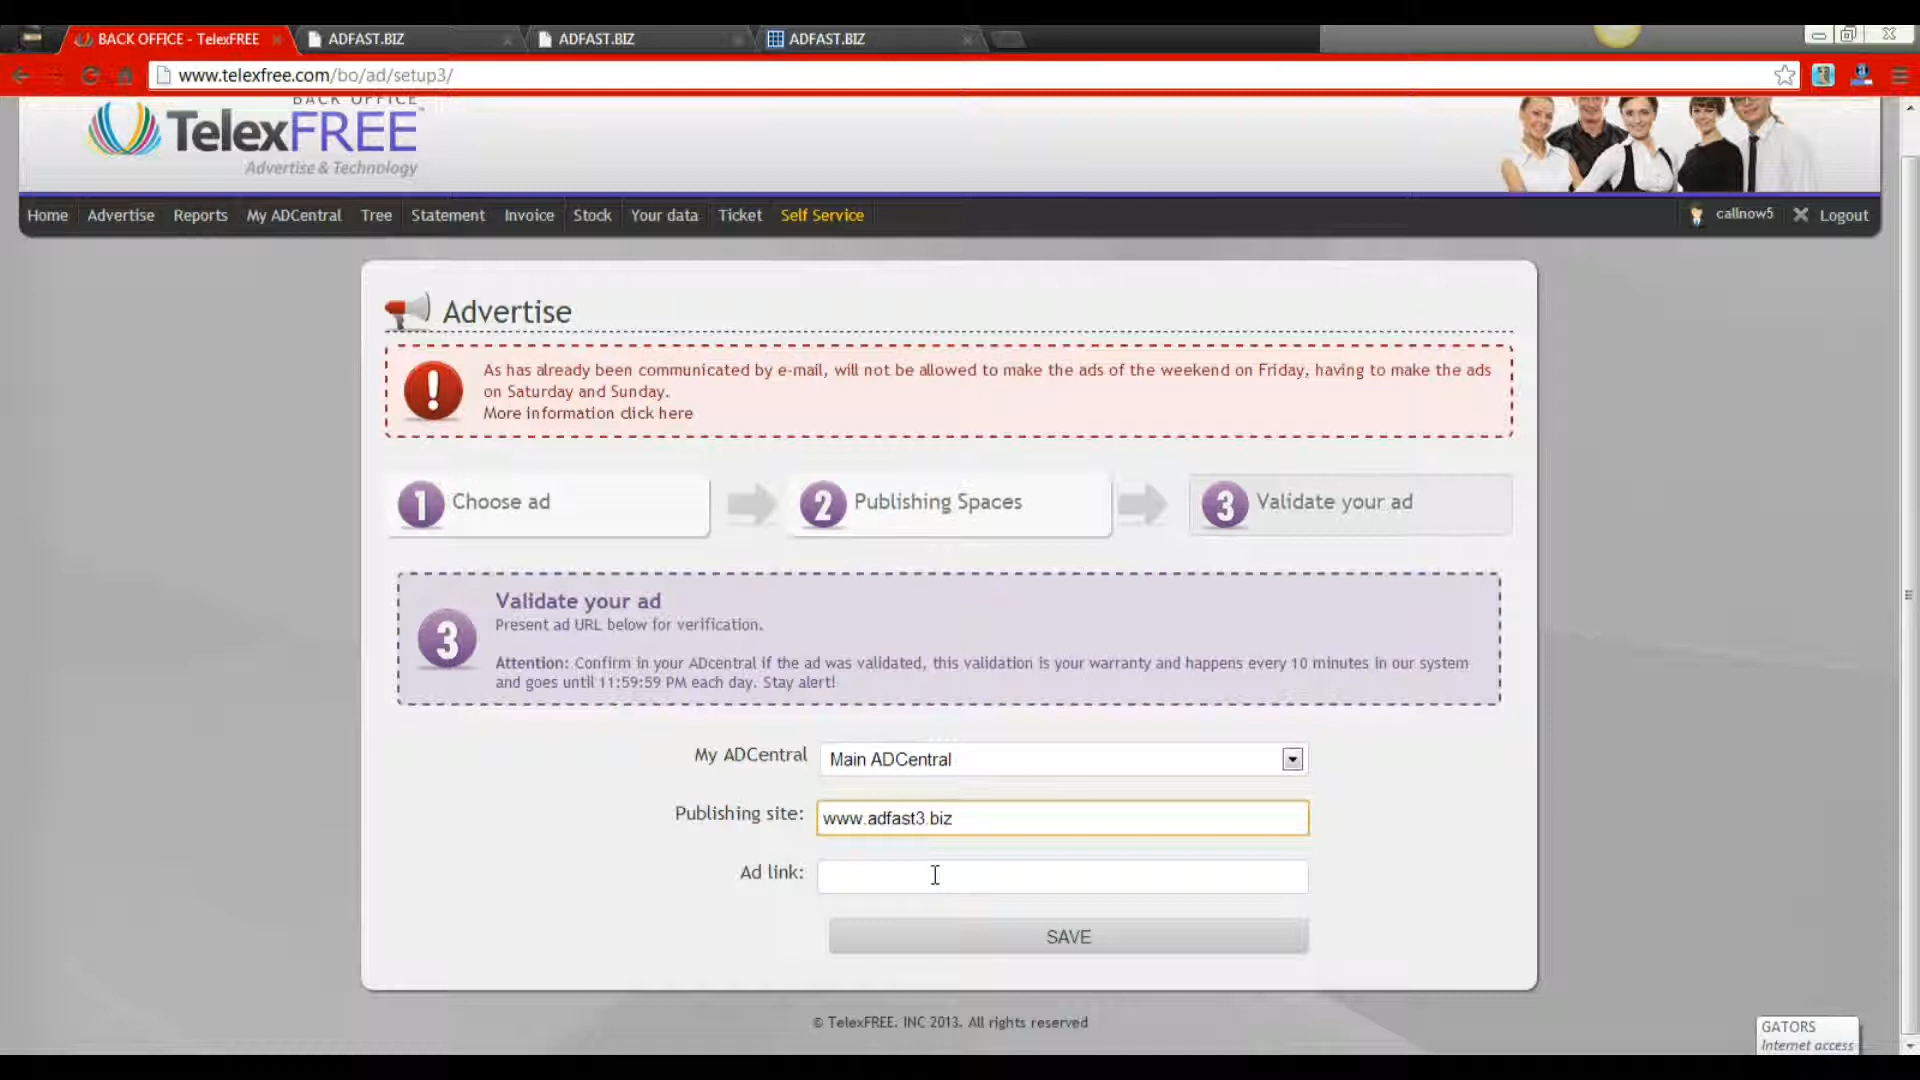 BACK OFFICE - TelexFREE
ADFAST.BIZ
ADFAST.BIZ
ADFAST.BIZ
www.telexfree.com/bo/ad/setup3/
BACK OFFICE
TelexFREE
Advertise & Technology
Home
Advertise
Reports
My ADCentral
Tree
Statement
Invoice
Stock
Your data
Ticket
Self Service
callnow5
Logout
Advertise
As has already been communicated by e-mail, will not be allowed to make the ads of the weekend on Friday, having to make the ads
on Saturday and Sunday.
More information click here
1 Choose ad
2 Publishing Spaces
3 Validate your ad
3
Validate your ad
Present ad URL below for verification.
Attention: Confirm in your ADcentral if the ad was validated, this validation is your warranty and happens every 10 minutes in our system
and goes until 11:59:59 PM each day. Stay alert!
My ADCentral
Main ADCentral
Publishing site:
www.adfast3.biz
Ad link:
SAVE
© TelexFREE. INC 2013. All rights reserved
GATORS
Internet access